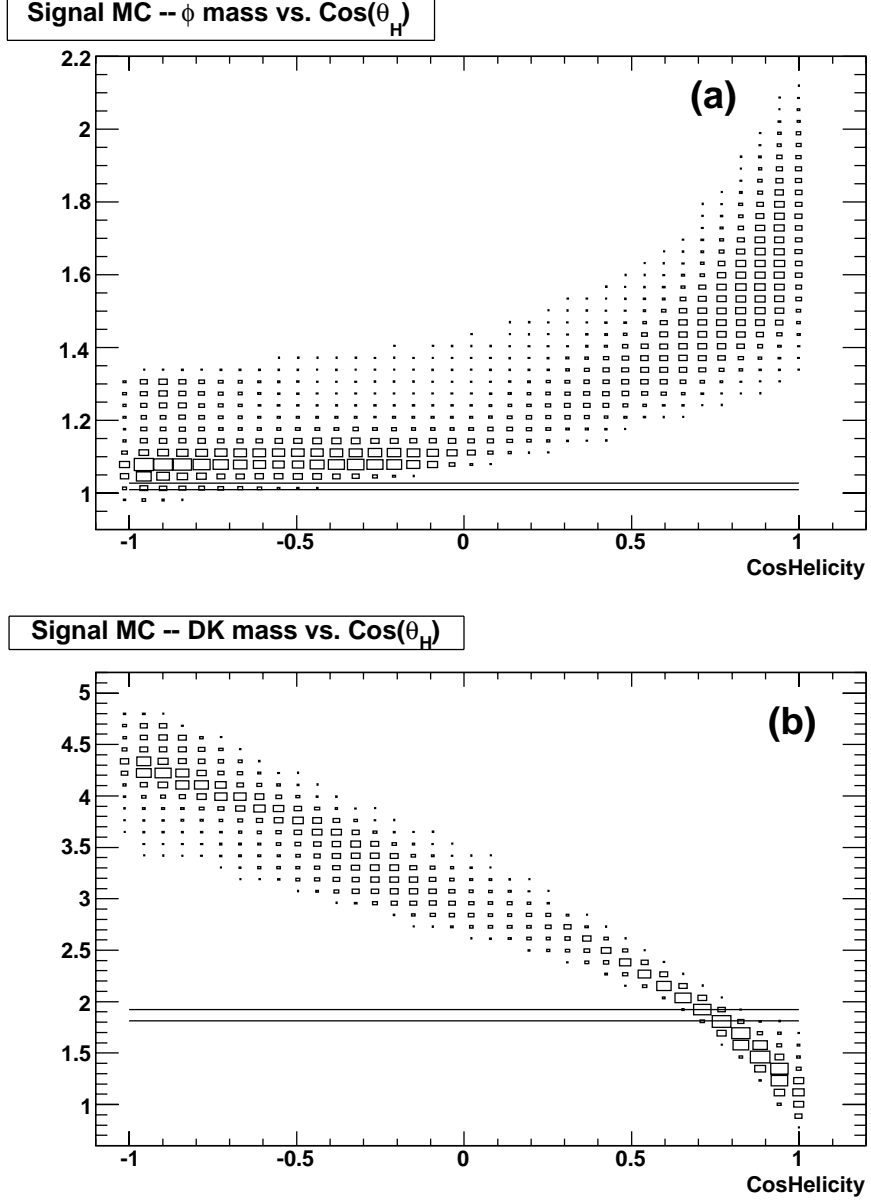 Signal MC -- ϕ mass vs. Cos(θ_H)
(a)
2.2
2
1.8
1.6
1.4
1.2
1
-1 -0.5 0 0.5 1
CosHelicity
Signal MC -- DK mass vs. Cos(θ_H)
(b)
5
4.5
4
3.5
3
2.5
2
1.5
1
-1 -0.5 0 0.5 1
CosHelicity